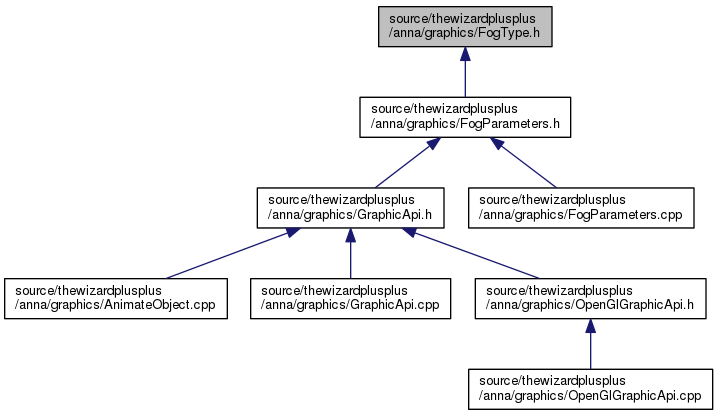 source/thewizardplusplus
/anna/graphics/FogType.h
source/thewizardplusplus
/anna/graphics/FogParameters.h
source/thewizardplusplus
/anna/graphics/GraphicApi.h
source/thewizardplusplus
/anna/graphics/FogParameters.cpp
source/thewizardplusplus
/anna/graphics/AnimateObject.cpp
source/thewizardplusplus
/anna/graphics/GraphicApi.cpp
source/thewizardplusplus
/anna/graphics/OpenGlGraphicApi.h
source/thewizardplusplus
/anna/graphics/OpenGlGraphicApi.cpp